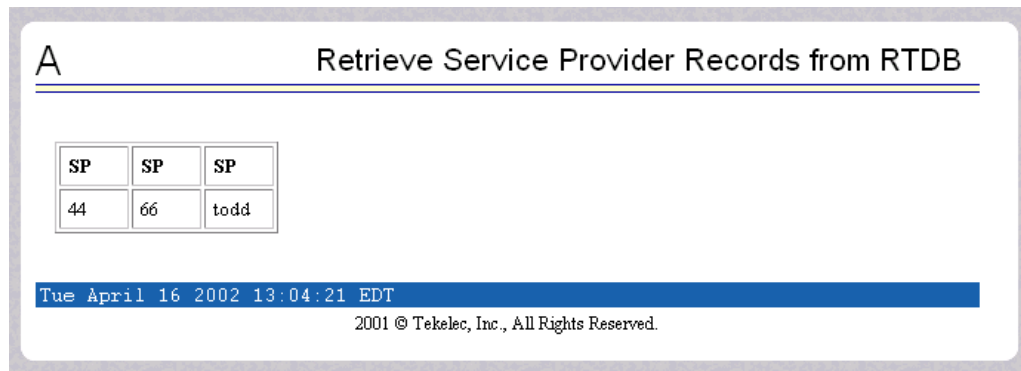 A Retrieve Service Provider Records from RTDB
SP SP SP
44 66 todd
Tue April 16 2002 13:04:21 EDT
2001 © Tekelec, Inc., All Rights Reserved.